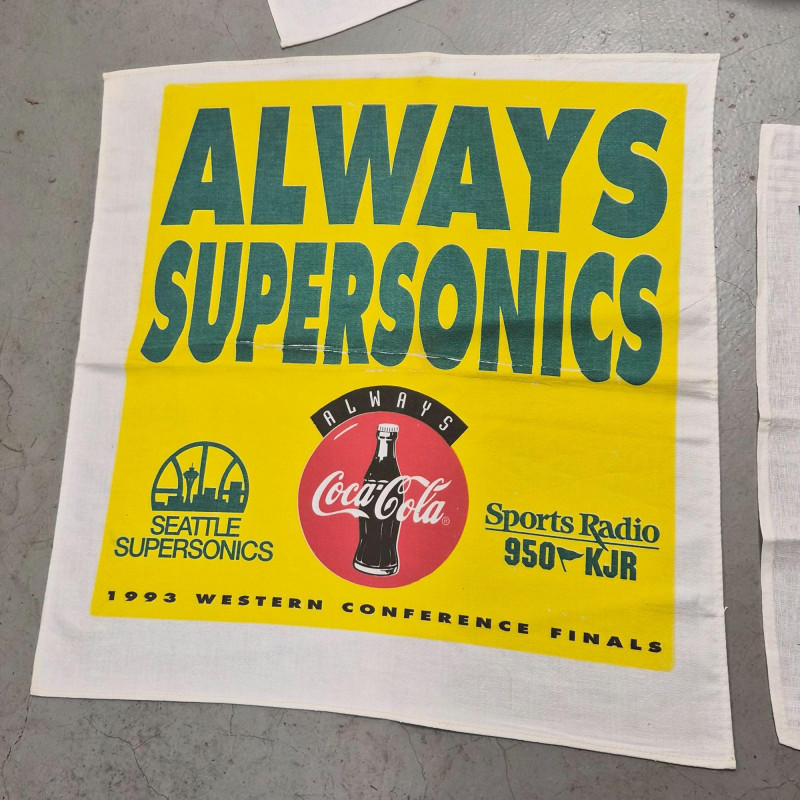 ALWAYS
SUPERSONICS
ALWAYS
Coca-Cola®
SEATTLE
SUPERSONICS
Sports Radio
950 KJR
1993 WESTERN CONFERENCE FINALS